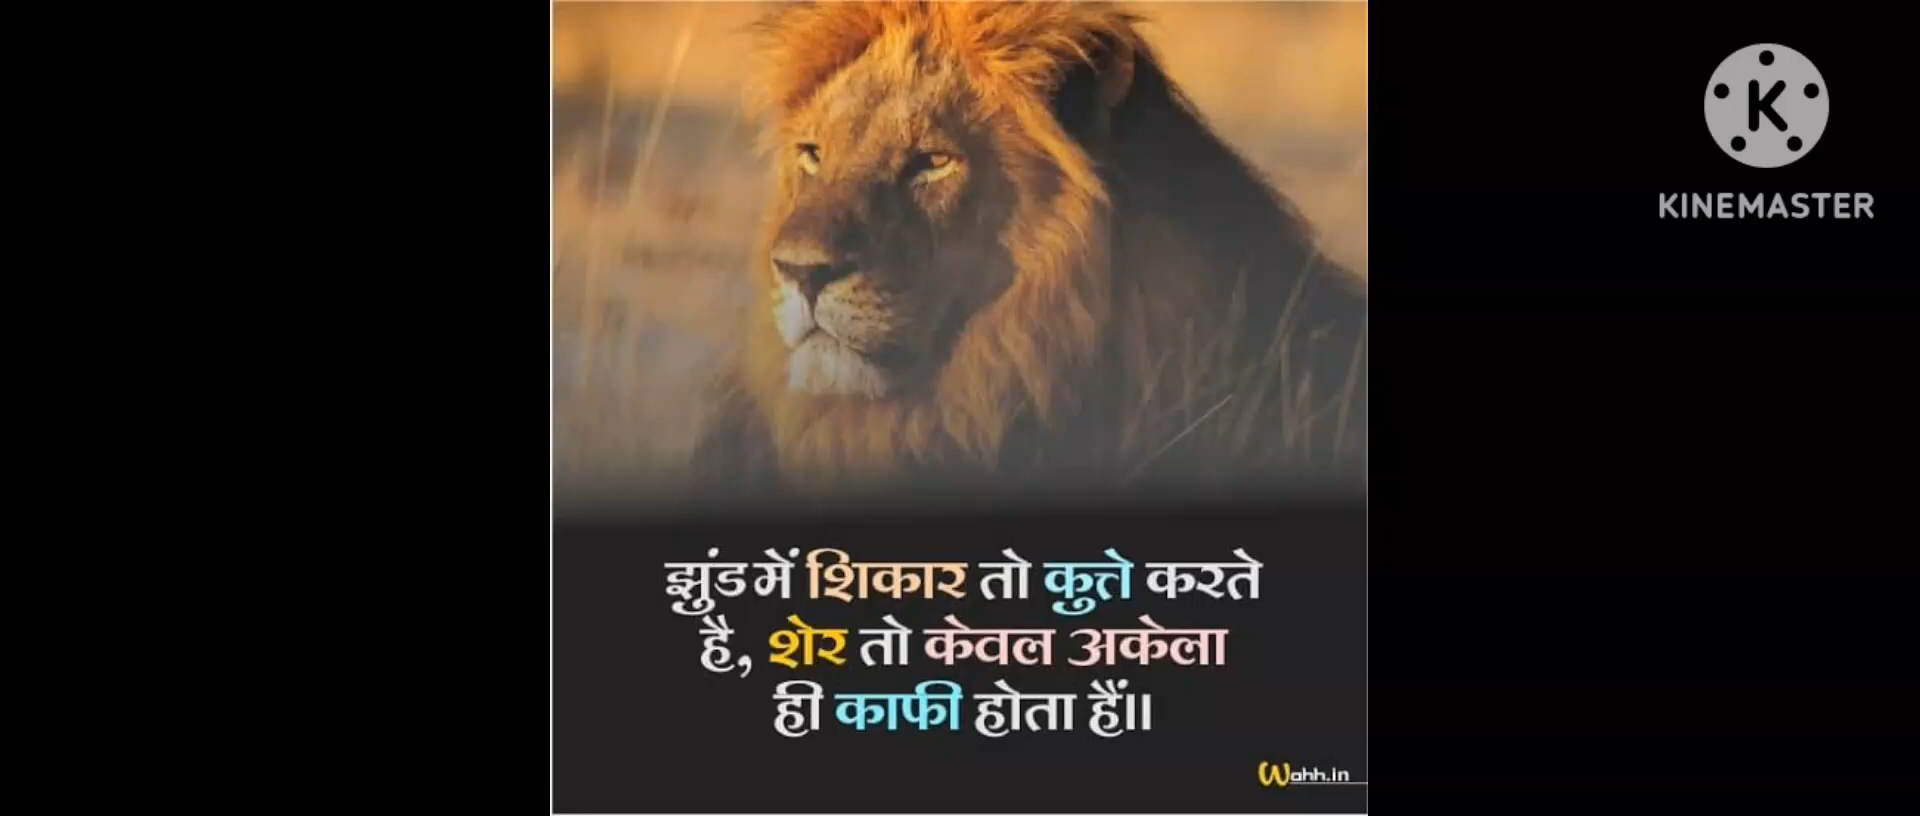 K
KINEMASTER
झुंड में शिकार तो कुत्ते करते
है, शेर तो केवल अकेला
ही काफी होता हैं॥
Wahh.in